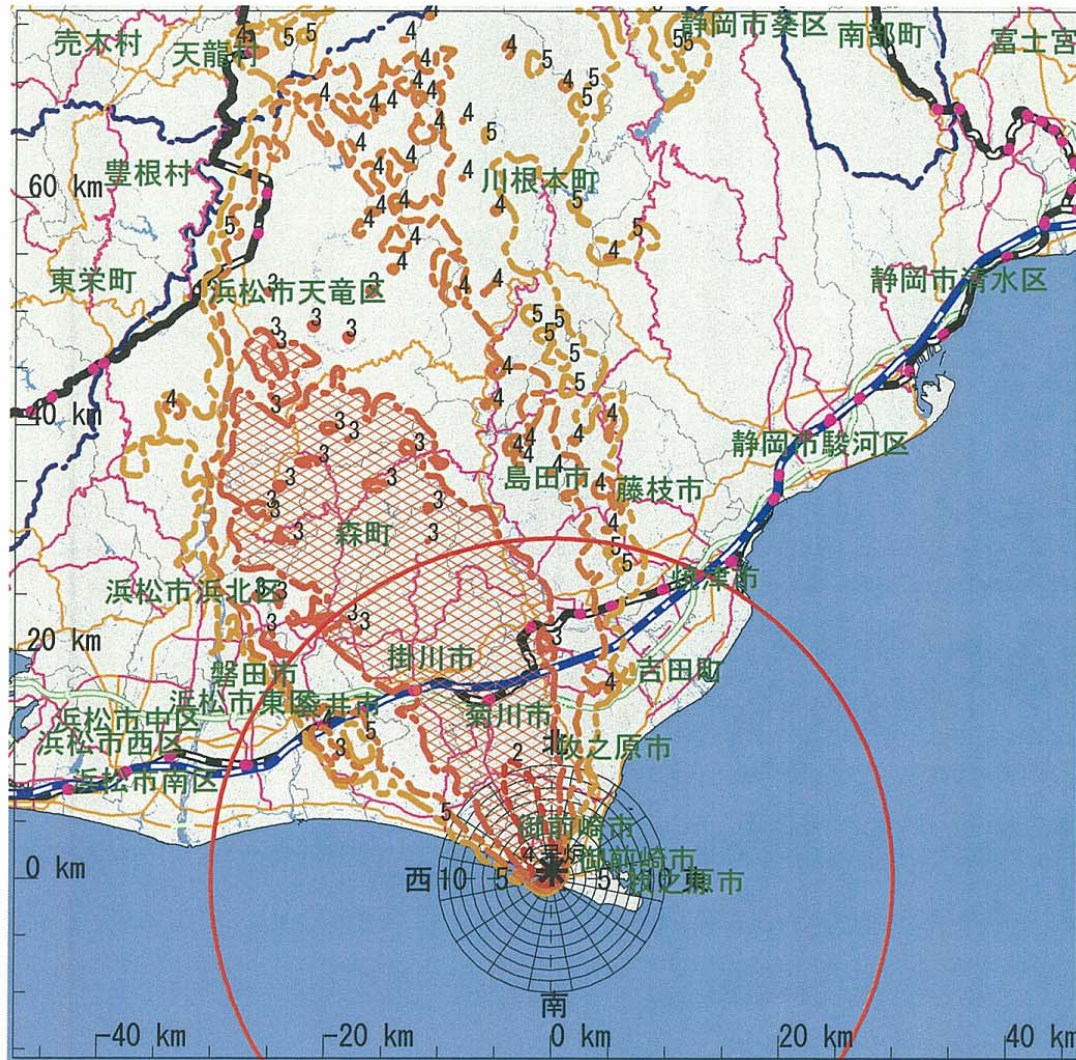 売木村
天龍村
静岡市葵区
南部町
富士宮
豊根村
60 km
川根本町
東栄町
浜松市天竜区
静岡市清水区
40 km
静岡市駿河区
島田市
藤枝市
森町
浜松市浜北区
焼津市
20 km
掛川市
吉田町
磐田市
浜松市東区
袋井市
菊川市
浜松市中区
浜松市西区
牧之原市
北
浜松市南区
御前崎市
0 km
御前崎市
西 10 5
5
東
牧之原市
南
-40 km
-20 km
0 km
20 km
40 km